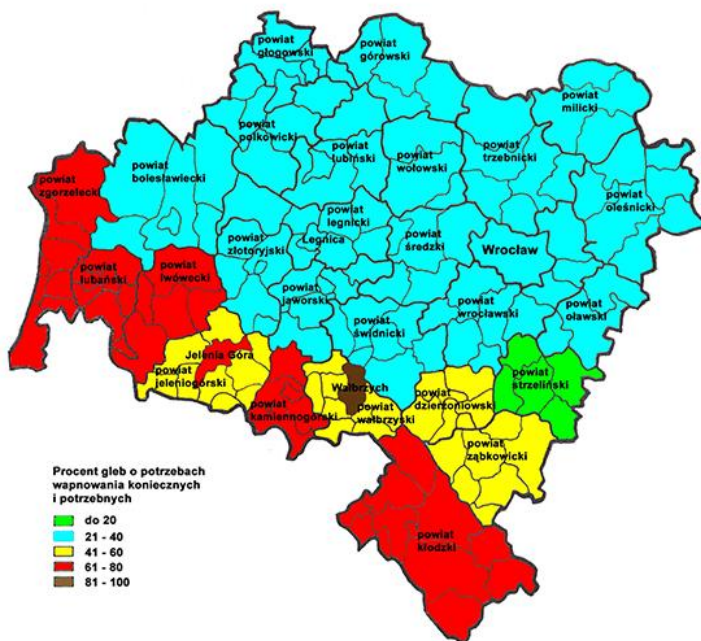 powiat
głogowski
powiat
górowski
powiat
milicki
powiat
polkowicki
powiat
lubiński
powiat
wołowski
powiat
trzebnicki
powiat
bolesławiecki
powiat
zgorzelecki
powiat
oleśnicki
powiat
legnicki
Legnica
powiat
złotoryjski
powiat
średzki
Wrocław
powiat
lubański
powiat
lwówecki
powiat
jaworski
powiat
świdnicki
powiat
wrocławski
powiat
oławski
Jelenia Góra
powiat
jeleniogórski
powiat
kamiennogórski
Wałbrzych
powiat
wałbrzyski
powiat
dzierżoniowski
powiat
strzeliński
powiat
ząbkowicki
powiat
kłodzki
Procent gleb o potrzebach
wapnowania koniecznych
i potrzebnych
do 20
21 - 40
41 - 60
61 - 80
81 - 100